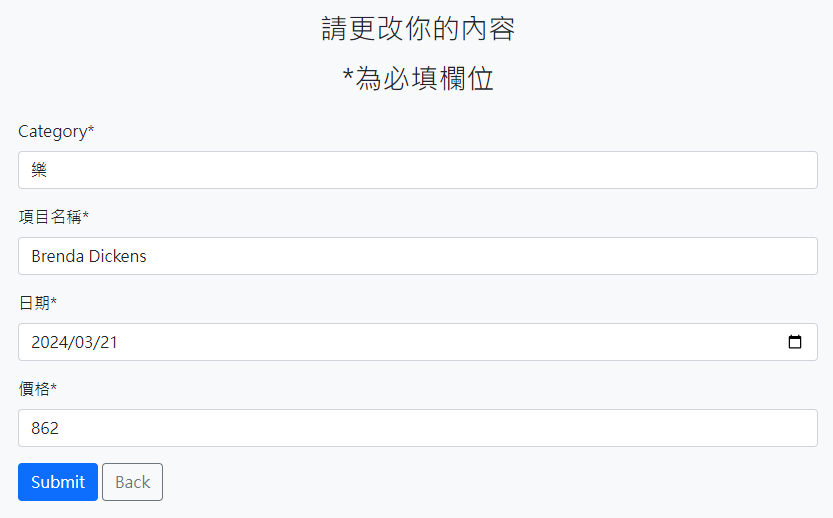 請更改你的內容
*為必填欄位
Category*
樂
項目名稱*
Brenda Dickens
日期*
2024/03/21
價格*
862
Submit Back